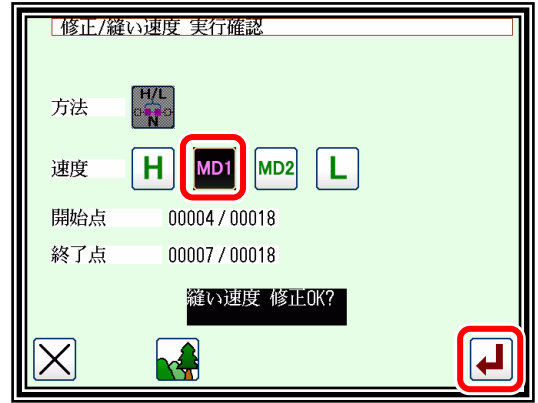 修正/縫い速度 実行確認
方法 H/L N
速度 H MD1 MD2 L
開始点 00004/00018
終了点 00007/00018
縫い速度 修正OK?